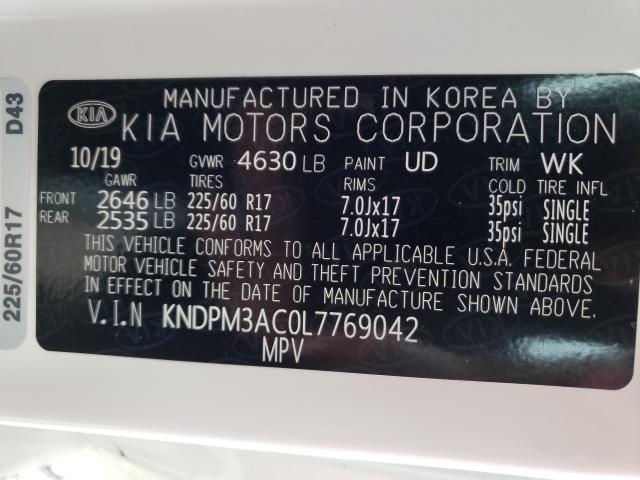 MANUFACTURED IN KOREA BY
KIA KIA MOTORS CORPORATION
10/19 GVWR 4630 LB PAINT UD TRIM WK
GAWR TIRES RIMS COLD TIRE INFL
FRONT 2646 LB 225/60 R17 7.0Jx17 35psi SINGLE
REAR 2535 LB 225/60 R17 7.0Jx17 35psi SINGLE
THIS VEHICLE CONFORMS TO ALL APPLICABLE U.S.A. FEDERAL
MOTOR VEHICLE SAFETY AND THEFT PREVENTION STANDARDS
IN EFFECT ON THE DATE OF MANUFACTURE SHOWN ABOVE.
V.I.N KNDPM3AC0L7769042
MPV
225/60R17 D43